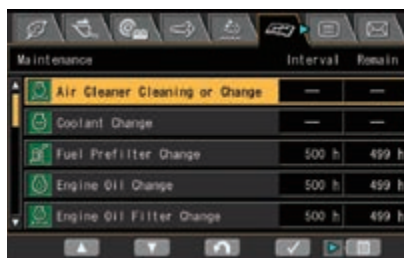 Maintenance Interval Remain
Air Cleaner Cleaning or Change — —
Coolant Change — —
Fuel Prefilter Change 500 h 499 h
Engine Oil Change 500 h 499 h
Engine Oil Filter Change 500 h 499 h